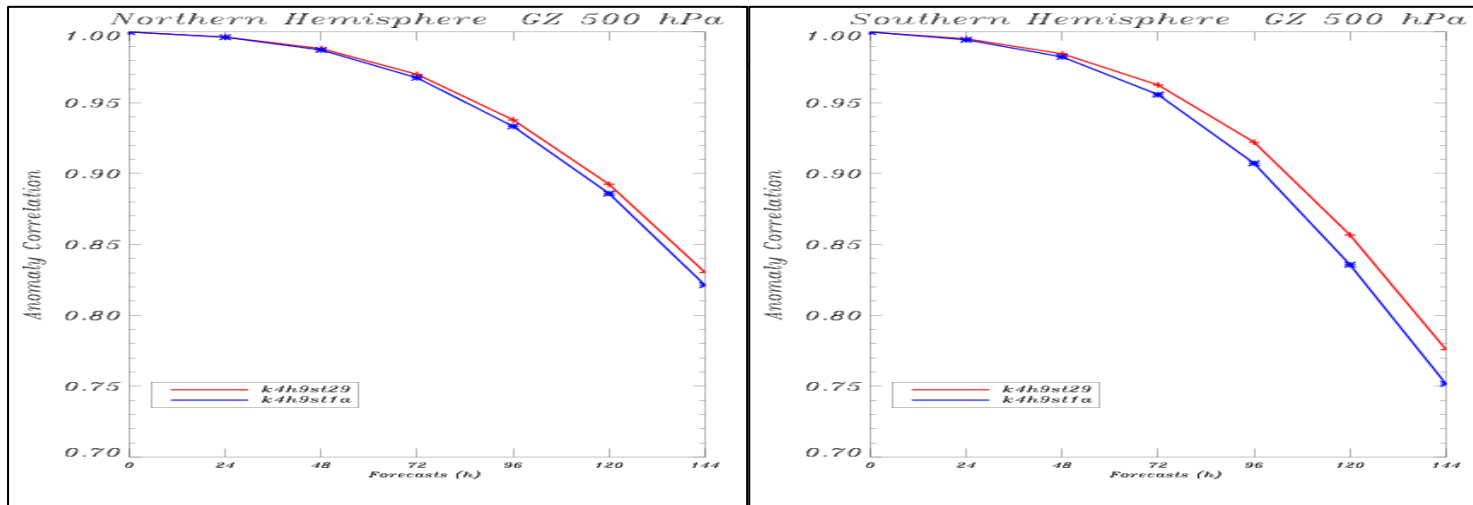 Northern Hemisphere GZ 500 hPa
1.00
0.95
0.90
0.85
0.80
0.75
0.70
Anomaly Correlation
k4h9st29
k4h9st1a
0 24 48 72 96 120 144
Forecasts (h)
Southern Hemisphere GZ 500 hPa
1.00
0.95
0.90
0.85
0.80
0.75
0.70
Anomaly Correlation
k4h9st29
k4h9st1a
0 24 48 72 96 120 144
Forecasts (h)